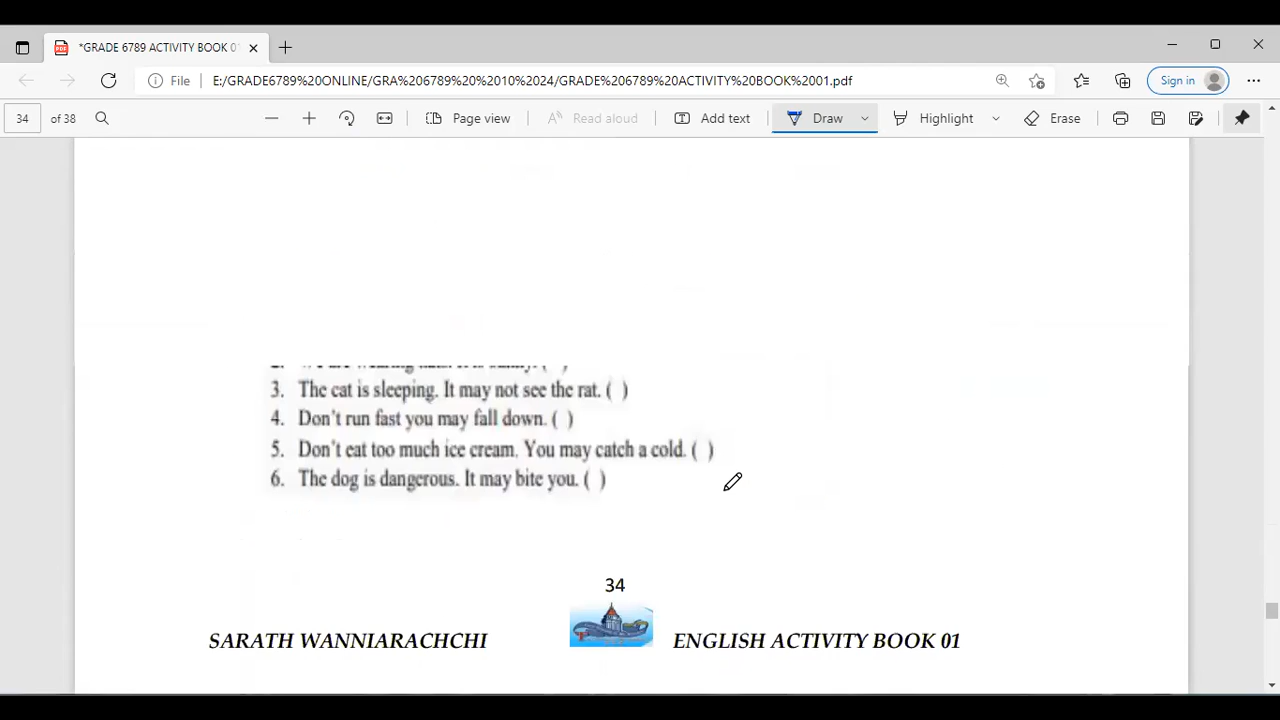 *GRADE 6789 ACTIVITY BOOK 0
File E:/GRADE6789%20ONLINE/GRA%206789%20%2010%2024/GRADE%206789%20ACTIVITY%20BOOK%2001.pdf
Sign in
34 of 38 Page view Read aloud Add text Draw Highlight Erase
3. The cat is sleeping. It may not see the rat. ( )
4. Don't run fast you may fall down. ( )
5. Don't eat too much ice cream. You may catch a cold. ( )
6. The dog is dangerous. It may bite you. ( )
34
SARATH WANNIARACHCHI ENGLISH ACTIVITY BOOK 01